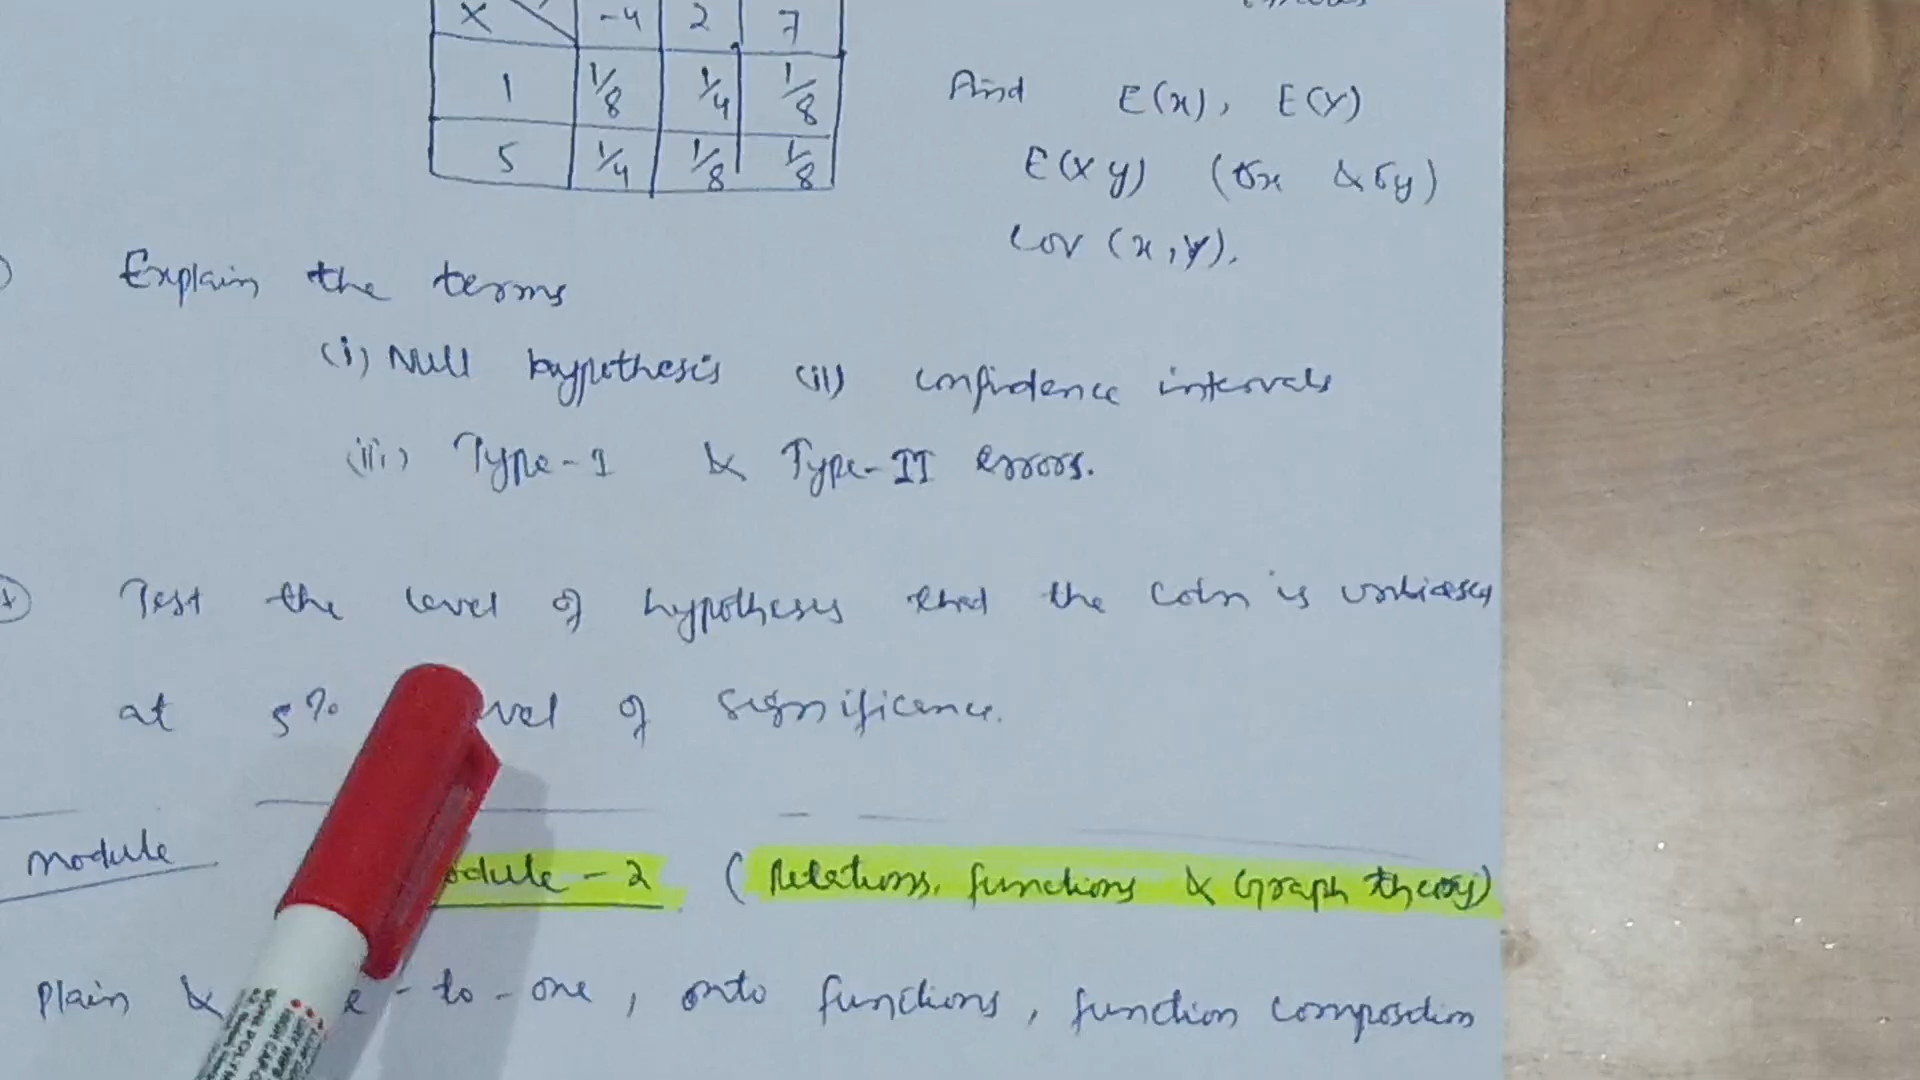 X -4 2 7
1 1/8 1/4 1/8
5 1/4 1/8 1/8
Find E(x), E(Y)
E(xy) (σx & σy)
Cov (x,y).
Explain the terms
(i) Null hypothesis (ii) confidence intervals
(iii) Type-I & Type-II errors.
Test the level of hypothesis that the coin is unbiased
at 5% level of significance.
module
odule - 2 (Relations, functions & Graph theory)
plain & -to-one, onto functions, function composition